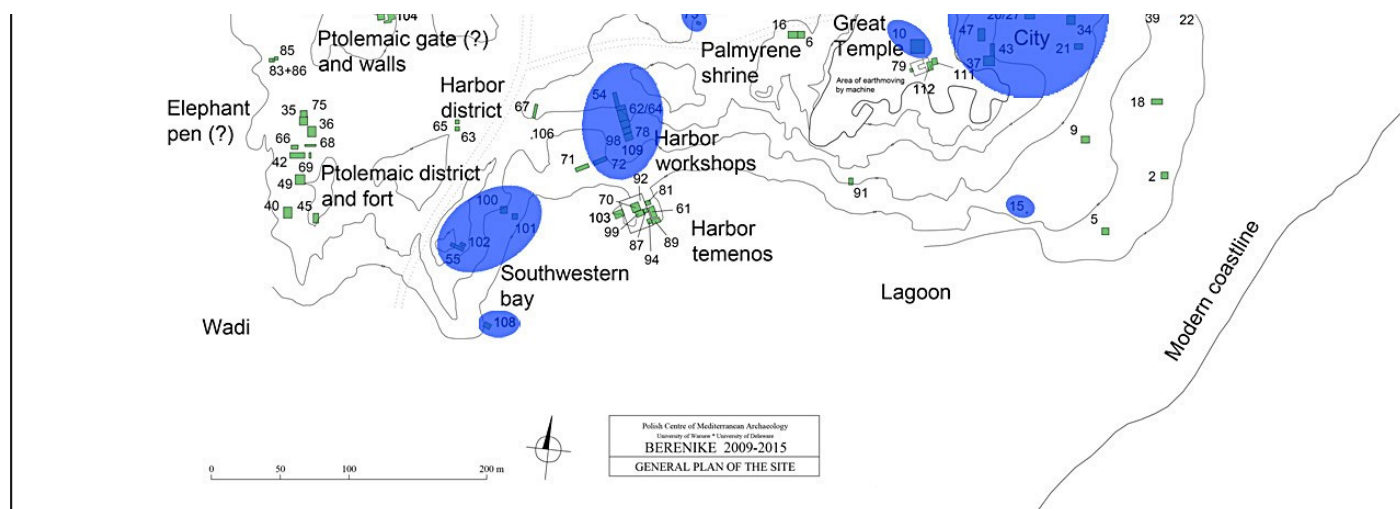 104
73
16
6
Great
Temple
10
20/27
47
City
34
39
22
43
21
37
85
83+86
Ptolemaic gate (?)
and walls
Palmyrene
shrine
79
111
112
Area of earthmoving
by machine
Harbor
district
67
54
62/64
18
Elephant
pen (?)
35
75
36
66
68
42
69
65
63
106
98
78
109
Harbor
workshops
9
71
72
49
Ptolemaic district
and fort
92
91
2
40
45
100
101
70
81
103
61
99
87
89
94
Harbor
temenos
15
5
102
55
Southwestern
bay
Lagoon
Modern coastline
Wadi
108
Polish Centre of Mediterranean Archaeology
University of Warsaw * University of Delaware
BERENIKE 2009-2015
GENERAL PLAN OF THE SITE
0 50 100 200 m